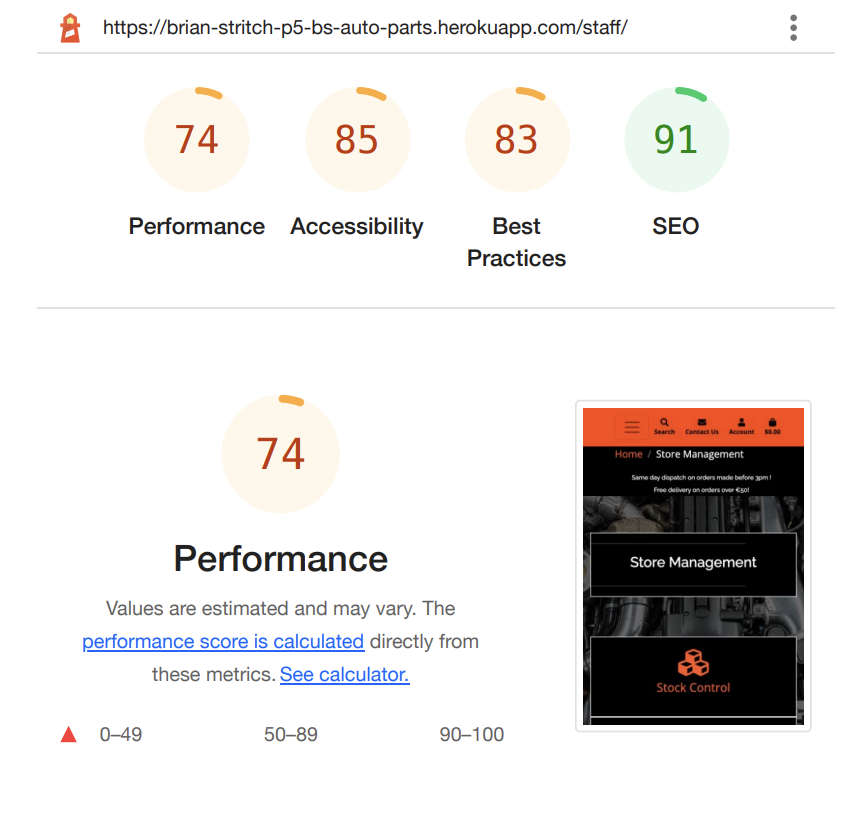 https://brian-stritch-p5-bs-auto-parts.herokuapp.com/staff/
74
85
83
91
Performance
Accessibility
Best
Practices
SEO
74
Performance
Values are estimated and may vary. The
performance score is calculated directly from
these metrics. See calculator.
0–49
50–89
90–100
Search
Contact Us
Account
$0.00
Home / Store Management
Same day dispatch on orders made before 3pm !
Free delivery on orders over €50!
Store Management
Stock Control